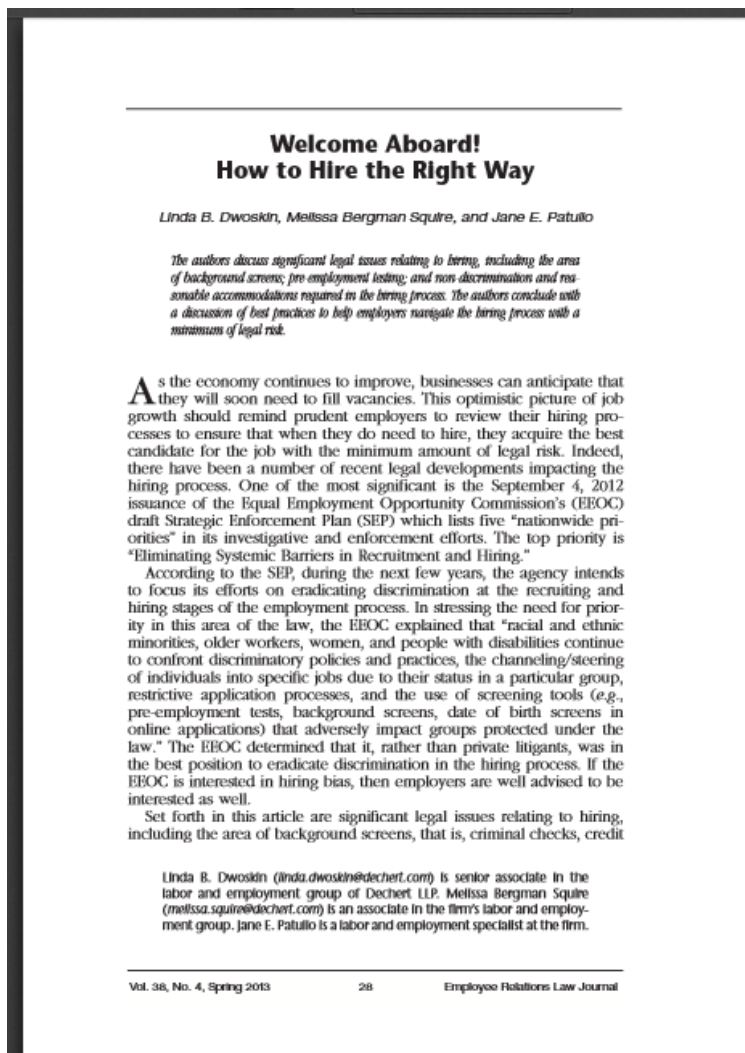 Welcome Aboard!
How to Hire the Right Way
Linda B. Dwoskin, Melissa Bergman Squire, and Jane E. Patullo
The authors discuss significant legal issues relating to hiring, including the area
of background screens; pre employment testing; and non-discrimination and rea-
sonable accommodations required in the hiring process. The authors conclude with
a discussion of best practices to help employers navigate the hiring process with a
minimum of legal risk.
As the economy continues to improve, businesses can anticipate that
they will soon need to fill vacancies. This optimistic picture of job
growth should remind prudent employers to review their hiring pro-
cesses to ensure that when they do need to hire, they acquire the best
candidate for the job with the minimum amount of legal risk. Indeed,
there have been a number of recent legal developments impacting the
hiring process. One of the most significant is the September 4, 2012
issuance of the Equal Employment Opportunity Commission's (EEOC)
draft Strategic Enforcement Plan (SEP) which lists five "nationwide pri-
orities" in its investigative and enforcement efforts. The top priority is
"Eliminating Systemic Barriers in Recruitment and Hiring."
According to the SEP, during the next few years, the agency intends
to focus its efforts on eradicating discrimination at the recruiting and
hiring stages of the employment process. In stressing the need for prior-
ity in this area of the law, the EEOC explained that "racial and ethnic
minorities, older workers, women, and people with disabilities continue
to confront discriminatory policies and practices, the channeling/steering
of individuals into specific jobs due to their status in a particular group,
restrictive application processes, and the use of screening tools (e.g.,
pre-employment tests, background screens, date of birth screens in
online applications) that adversely impact groups protected under the
law." The EEOC determined that it, rather than private litigants, was in
the best position to eradicate discrimination in the hiring process. If the
EEOC is interested in hiring bias, then employers are well advised to be
interested as well.
Set forth in this article are significant legal issues relating to hiring,
including the area of background screens, that is, criminal checks, credit
Linda B. Dwoskin (linda.dwoskin@dechert.com) is senior associate in the
labor and employment group of Dechert LLP. Melissa Bergman Squire
(melissa.squire@dechert.com) is an associate in the firm's labor and employ-
ment group. Jane E. Patullo is a labor and employment specialist at the firm.
Vol. 38, No. 4, Spring 2013 28 Employee Relations Law Journal